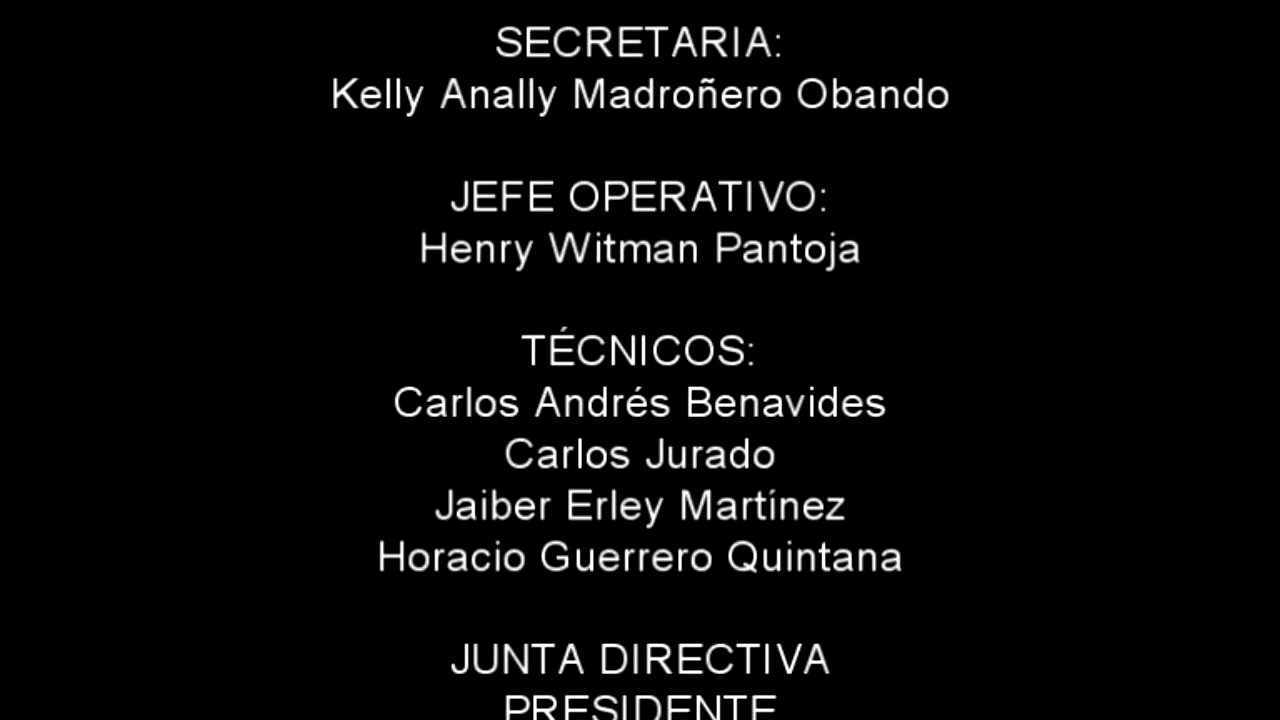 SECRETARIA:
Kelly Anally Madroñero Obando
JEFE OPERATIVO:
Henry Witman Pantoja
TÉCNICOS:
Carlos Andrés Benavides
Carlos Jurado
Jaiber Erley Martínez
Horacio Guerrero Quintana
JUNTA DIRECTIVA
PRESIDENTE